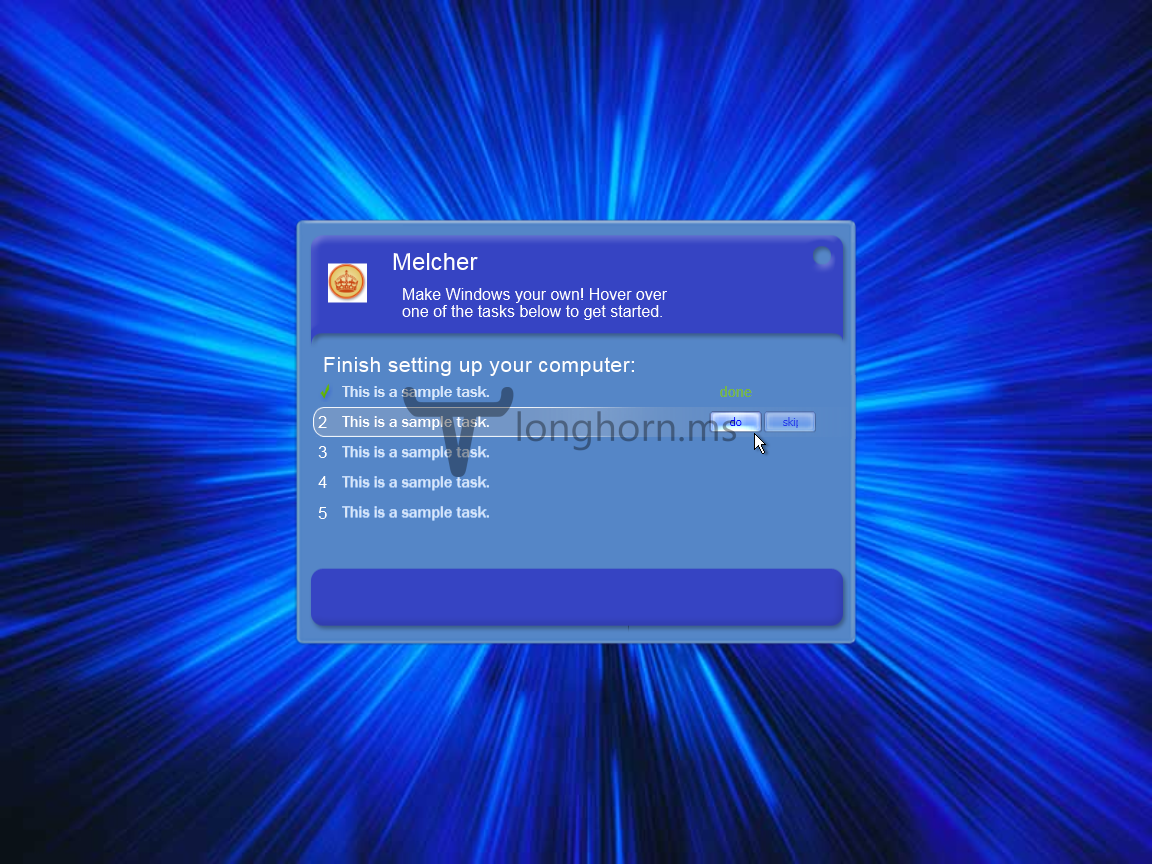 Melcher
Make Windows your own! Hover over
one of the tasks below to get started.
Finish setting up your computer:
This is a sample task. done
2 This is a sample task. do skij
longhorn.ms
3 This is a sample task.
4 This is a sample task.
5 This is a sample task.